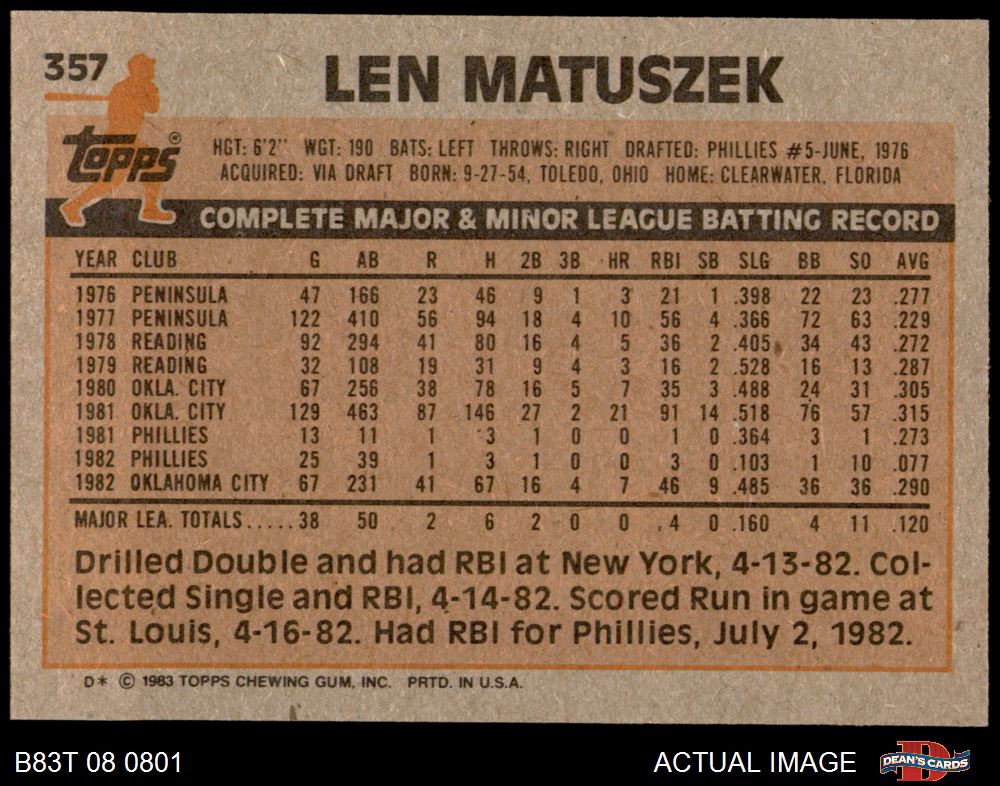 357
LEN MATUSZEK
Topps®
HGT: 6'2" WGT: 190 BATS: LEFT THROWS: RIGHT DRAFTED: PHILLIES #5-JUNE, 1976
ACQUIRED: VIA DRAFT BORN: 9-27-54, TOLEDO, OHIO HOME: CLEARWATER, FLORIDA
COMPLETE MAJOR & MINOR LEAGUE BATTING RECORD
YEAR CLUB G AB R H 2B 3B HR RBI SB SLG BB SO AVG
1976 PENINSULA 47 166 23 46 9 1 3 21 1 .398 22 23 .277
1977 PENINSULA 122 410 56 94 18 4 10 56 4 .366 72 63 .229
1978 READING 92 294 41 80 16 4 5 36 2 .405 34 43 .272
1979 READING 32 108 19 31 9 4 3 16 2 .528 16 13 .287
1980 OKLA. CITY 67 256 38 78 16 5 7 35 3 .488 24 31 .305
1981 OKLA. CITY 129 463 87 146 27 2 21 91 14 .518 76 57 .315
1981 PHILLIES 13 11 1 3 1 0 0 1 0 .364 3 1 .273
1982 PHILLIES 25 39 1 3 1 0 0 3 0 .103 1 10 .077
1982 OKLAHOMA CITY 67 231 41 67 16 4 7 46 9 .485 36 36 .290
MAJOR LEA. TOTALS.....38 50 2 6 2 0 0 4 0 .160 4 11 .120
Drilled Double and had RBI at New York, 4-13-82. Col-
lected Single and RBI, 4-14-82. Scored Run in game at
St. Louis, 4-16-82. Had RBI for Phillies, July 2, 1982.
D* © 1983 TOPPS CHEWING GUM, INC. PRTD. IN U.S.A.
B83T 08 0801 ACTUAL IMAGE DEAN'S CARDS